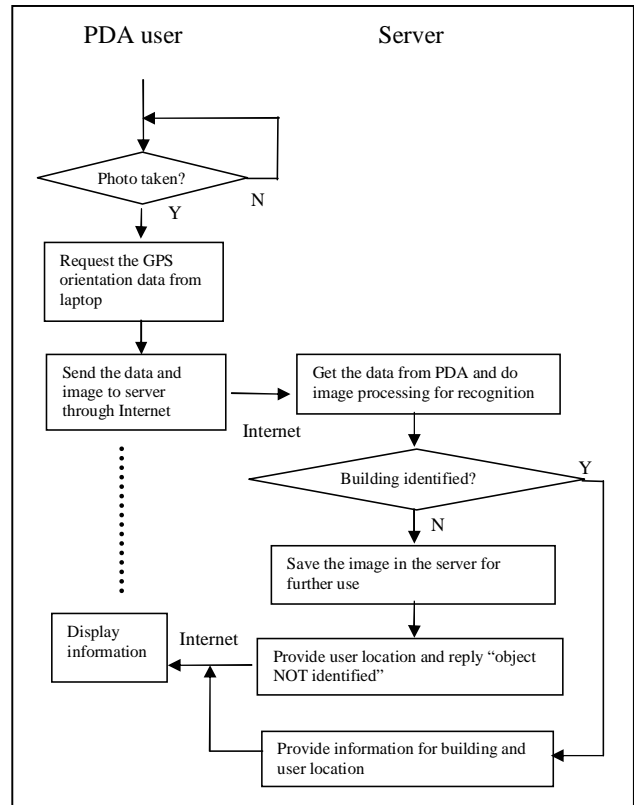 PDA user
Server
Photo taken?
N
Y
Request the GPS
orientation data from
laptop
Send the data and
image to server
through Internet
Get the data from PDA and do
image processing for recognition
Internet
Building identified?
Y
N
Save the image in the server for
further use
Display
information
Internet
Provide user location and reply “object
NOT identified”
Provide information for building and
user location